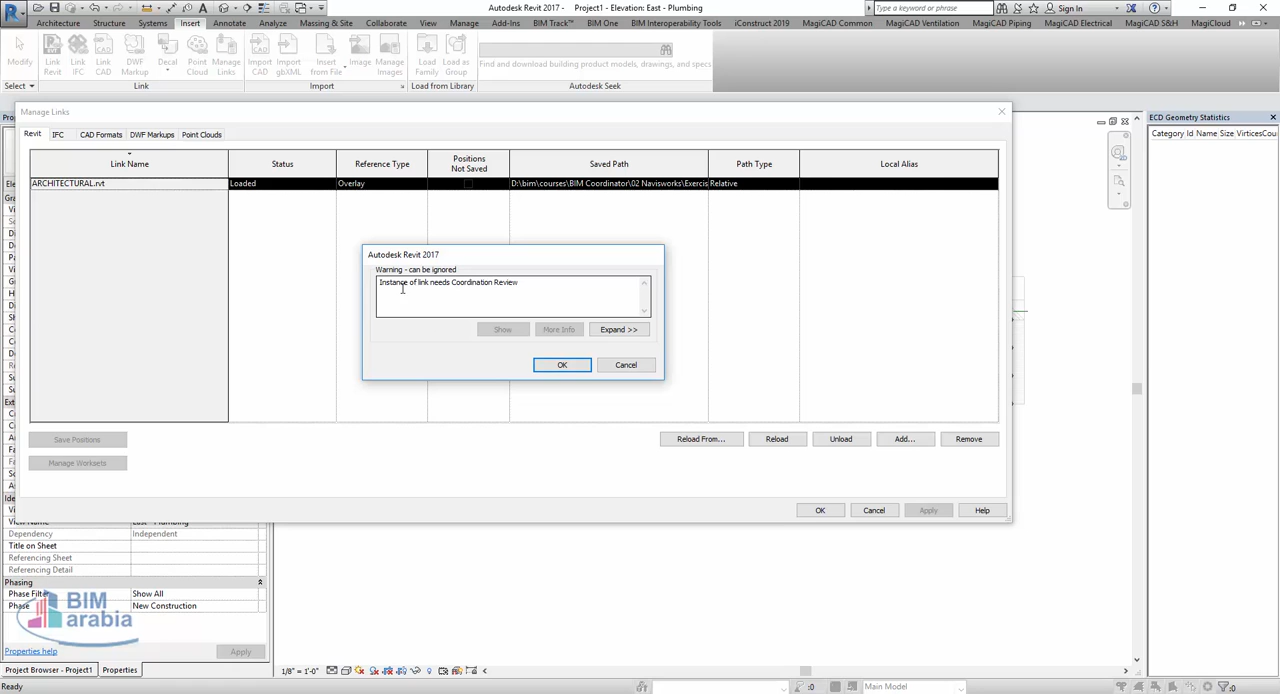 Autodesk Revit 2017 - Project1 - Elevation: East - Plumbing
Type a keyword or phrase
Sign In
Architecture Structure Systems Insert Annotate Analyze Massing & Site Collaborate View Manage Add-Ins BIM Track™ BIM One BIM Interoperability Tools iConstruct 2019 MagiCAD Common MagiCAD Ventilation MagiCAD Piping MagiCAD Electrical MagiCAD S&H MagiCloud
Modify
Link Revit
Link IFC
Link CAD
DWF Markup
Decal
Point Cloud
Manage Links
Import CAD
Import gbXML
Insert from File
Image
Manage Images
Load Family
Load as Group
Find and download building product models, drawings, and specs
Select
Link
Import
Load from Library
Autodesk Seek
Manage Links
Revit IFC CAD Formats DWF Markups Point Clouds
Link Name Status Reference Type Positions Not Saved Saved Path Path Type Local Alias
ARCHITECTURAL.rvt Loaded Overlay D:\bim\courses\BIM Coordinator\02 Navisworks\Exercis Relative
Autodesk Revit 2017
Warning - can be ignored
Instance of link needs Coordination Review
Show More Info Expand >>
OK Cancel
Save Positions
Manage Worksets
Reload From... Reload Unload Add... Remove
OK Cancel Apply Help
ECD Geometry Statistics
Category Id Name Size VirticesCou
View Name East - Plumbing
Dependency Independent
Title on Sheet
Referencing Sheet
Referencing Detail
Phasing
Phase Filter Show All
Phase New Construction
BIM
arabia
Properties help
Apply
Project Browser - Project1 Properties
1/8" = 1'-0"
Ready
:0
Main Model
:0